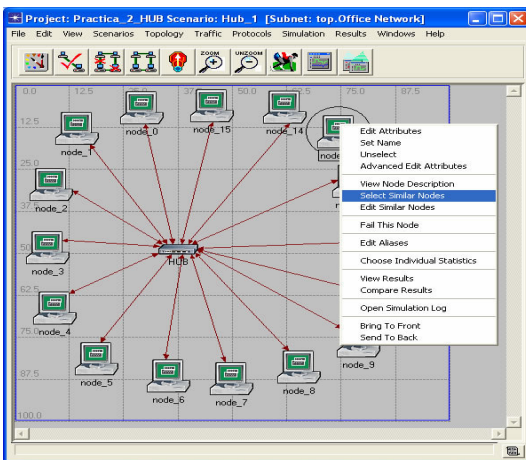 Project: Practica_2_HUB Scenario: Hub_1 [Subnet: top.Office Network]
File Edit View Scenarios Topology Traffic Protocols Simulation Results Windows Help
ZOOM UNZOOM
0.0 12.5 50.0 75.0 87.5
12.5
node_1 node_0 node_15 node_14
25.0
node_2
node_3
HUB
62.5
node_4
75.0
node_5 node_6 node_7 node_8 node_9
87.5
100.0
Edit Attributes
Set Name
Unselect
Advanced Edit Attributes
View Node Description
Select Similar Nodes
Edit Similar Nodes
Fail This Node
Edit Aliases
Choose Individual Statistics
View Results
Compare Results
Open Simulation Log
Bring To Front
Send To Back